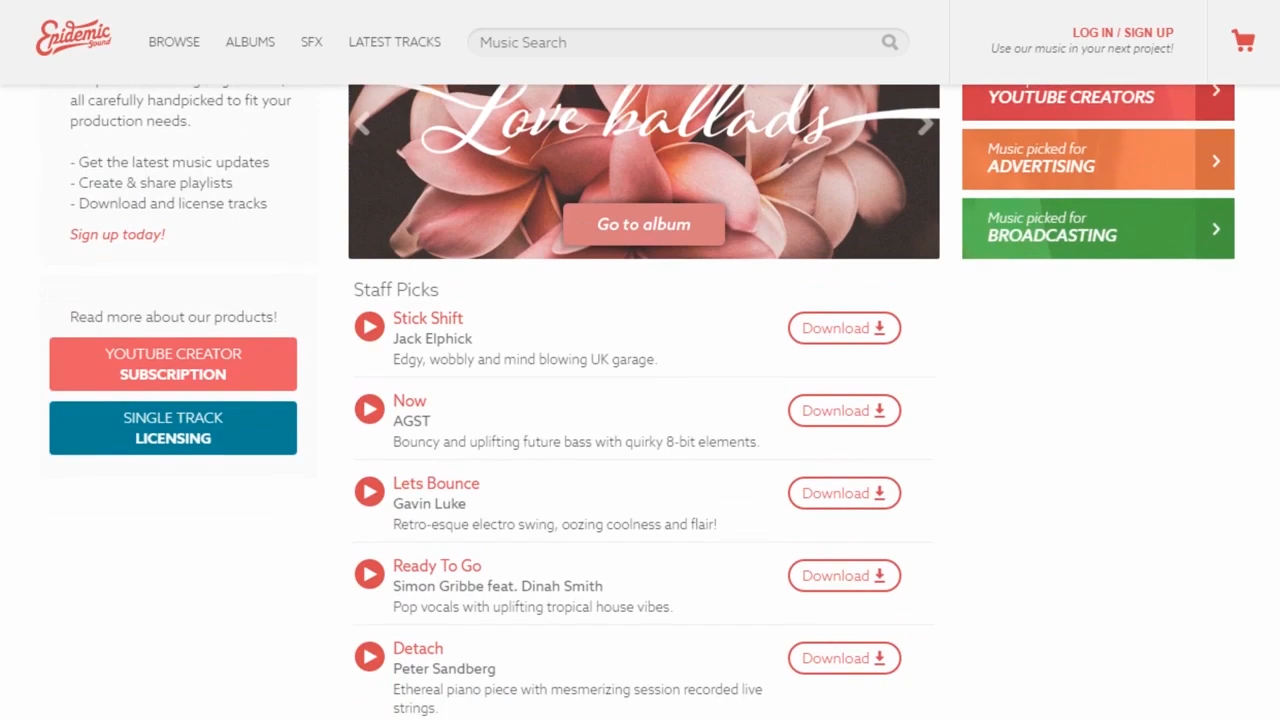 Epidemic
Sound
BROWSE
ALBUMS
SFX
LATEST TRACKS
Music Search
LOG IN / SIGN UP
Use our music in your next project!
all carefully handpicked to fit your
production needs.
- Get the latest music updates
- Create & share playlists
- Download and license tracks
Sign up today!
Read more about our products!
YOUTUBE CREATOR
SUBSCRIPTION
SINGLE TRACK
LICENSING
Love ballads
Go to album
YOUTUBE CREATORS
Music picked for
ADVERTISING
Music picked for
BROADCASTING
Staff Picks
Stick Shift
Jack Elphick
Edgy, wobbly and mind blowing UK garage.
Download
Now
AGST
Bouncy and uplifting future bass with quirky 8-bit elements.
Download
Lets Bounce
Gavin Luke
Retro-esque electro swing, oozing coolness and flair!
Download
Ready To Go
Simon Gribbe feat. Dinah Smith
Pop vocals with uplifting tropical house vibes.
Download
Detach
Peter Sandberg
Ethereal piano piece with mesmerizing session recorded live
strings.
Download